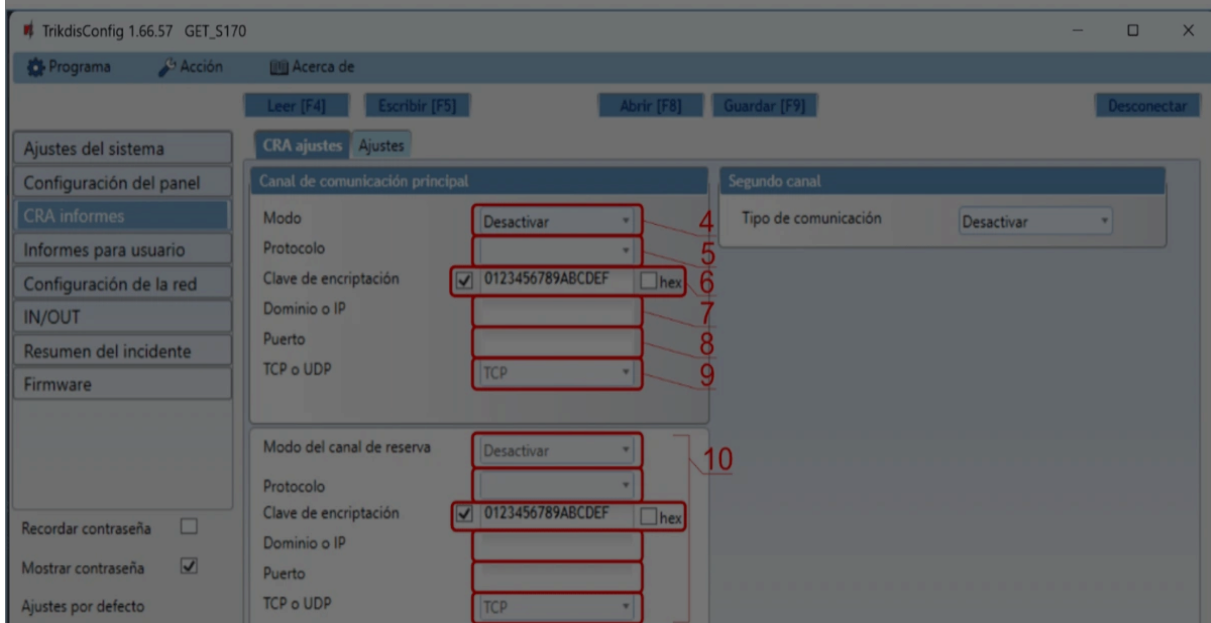 TrikdisConfig 1.66.57 GET_S170
Programa Acción Acerca de
Leer [F4] Escribir [F5] Abrir [F8] Guardar [F9] Desconectar
Ajustes del sistema
Configuración del panel
CRA informes
Informes para usuario
Configuración de la red
IN/OUT
Resumen del incidente
Firmware
Recordar contraseña
Mostrar contraseña
Ajustes por defecto
CRA ajustes Ajustes
Canal de comunicación principal
Modo Desactivar 4
Protocolo 5
Clave de encriptación 0123456789ABCDEF hex 6
Dominio o IP 7
Puerto 8
TCP o UDP TCP 9
Modo del canal de reserva Desactivar 10
Protocolo
Clave de encriptación 0123456789ABCDEF hex
Dominio o IP
Puerto
TCP o UDP TCP
Segundo canal
Tipo de comunicación Desactivar